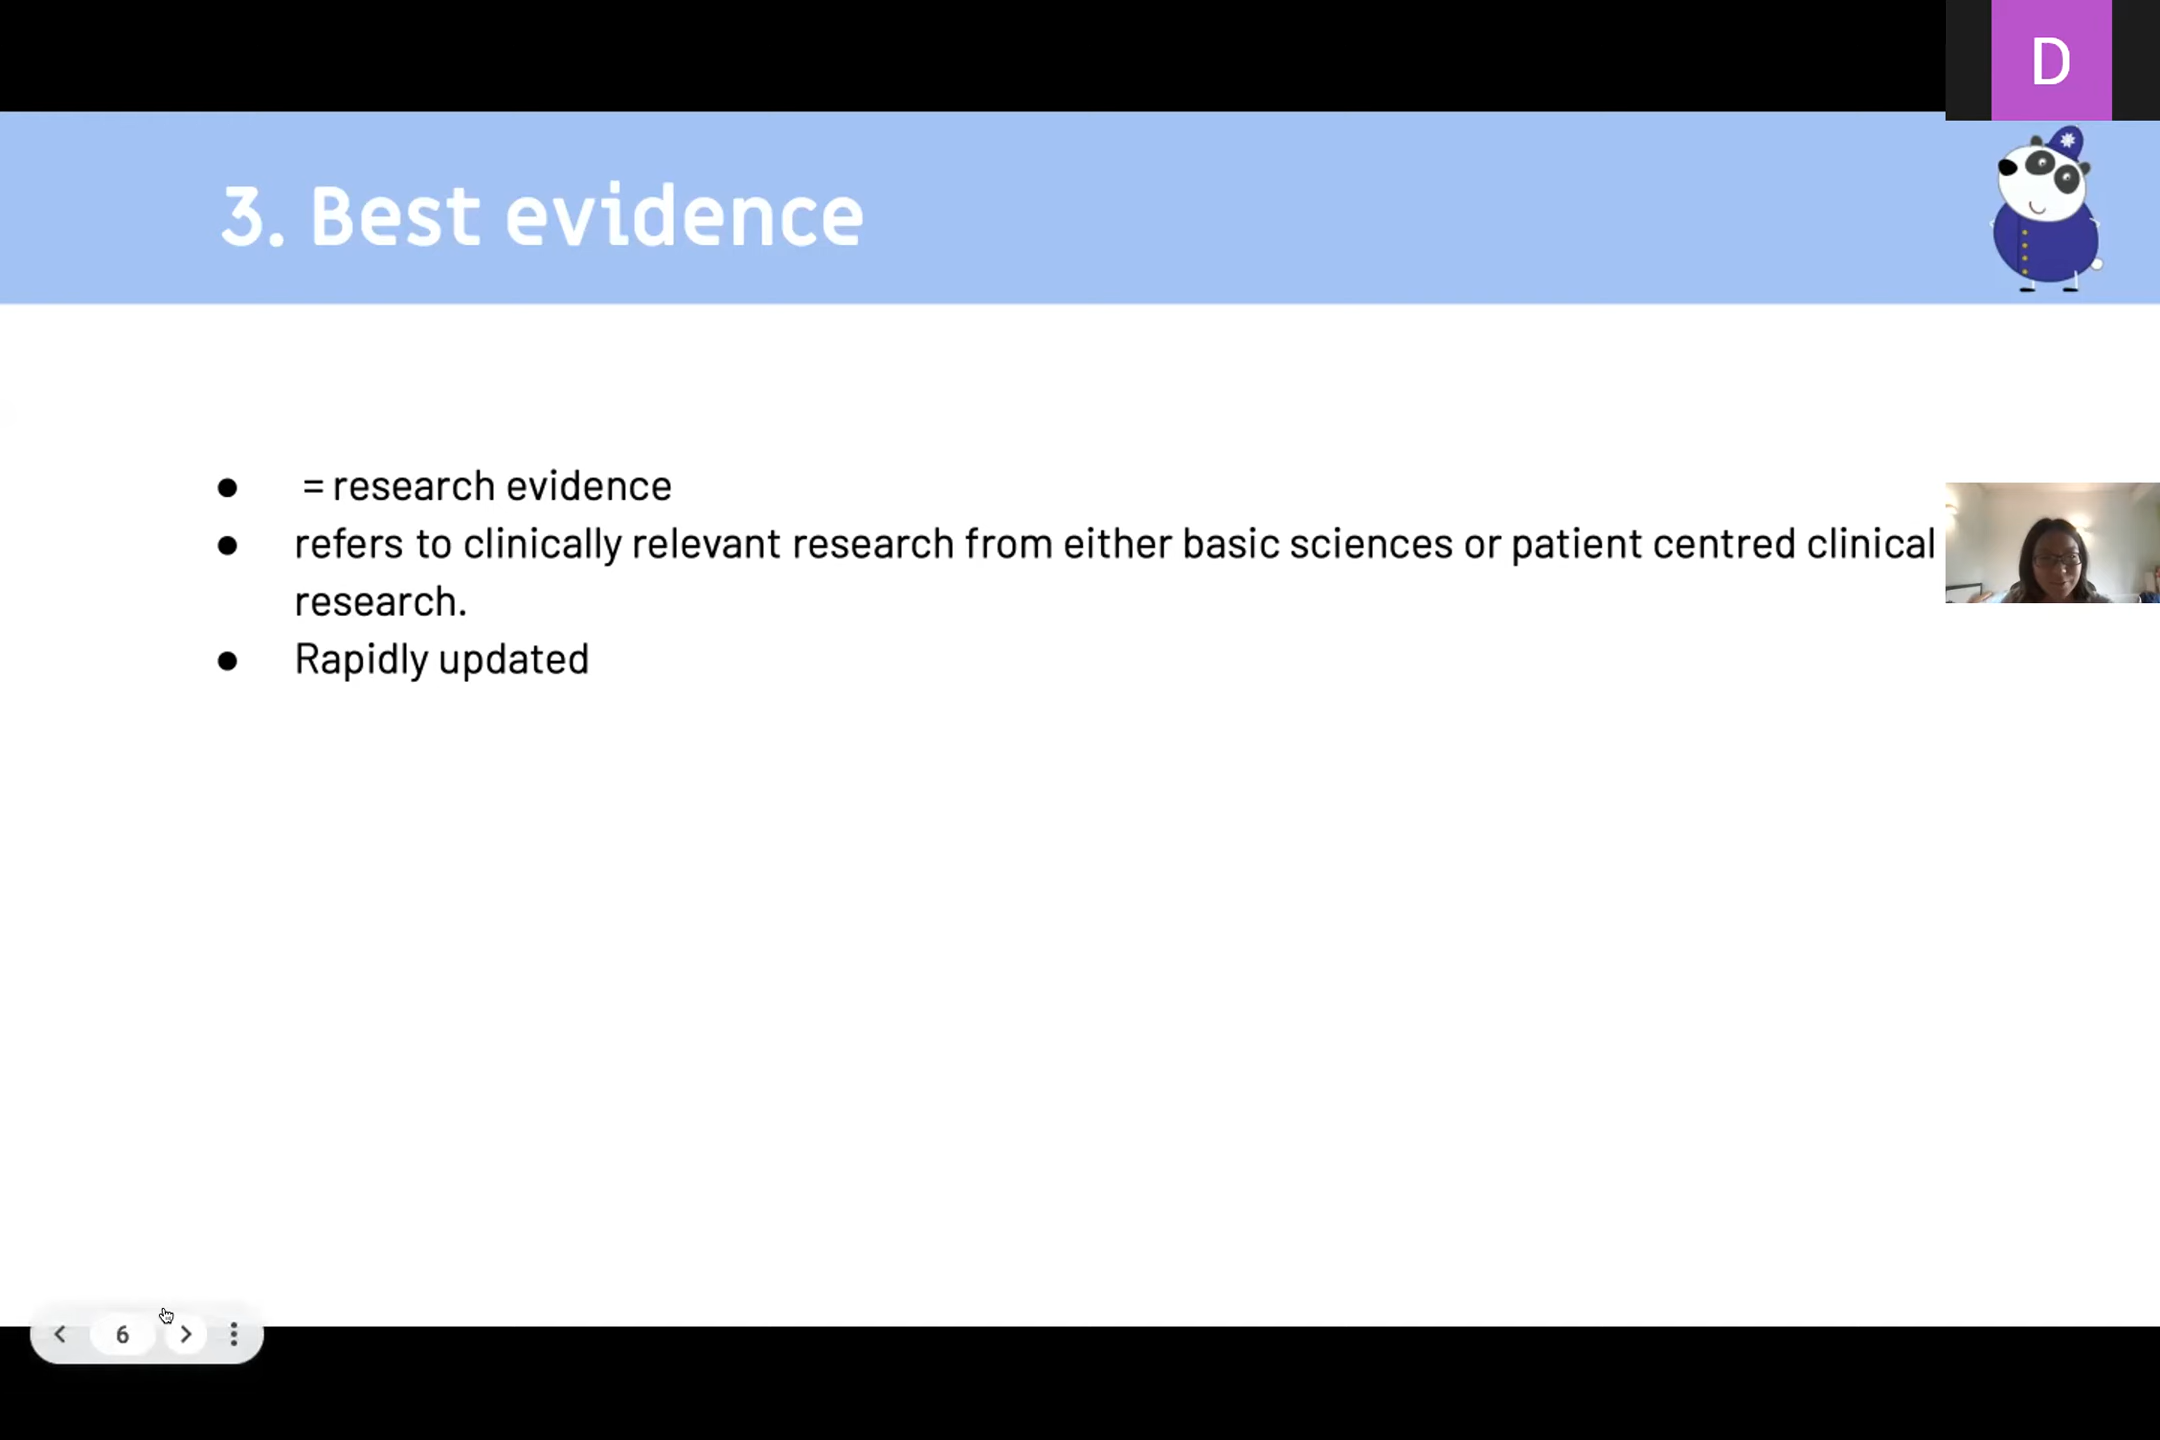 D
3. Best evidence
● = research evidence
● refers to clinically relevant research from either basic sciences or patient centred clinical
research.
● Rapidly updated
6